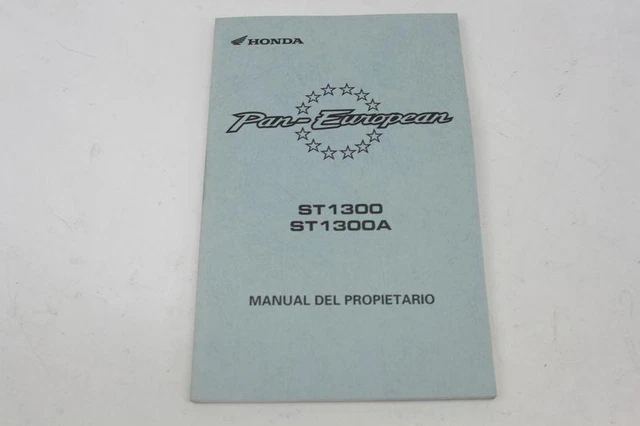 HONDA
Pan-European
ST1300
ST1300A
MANUAL DEL PROPIETARIO